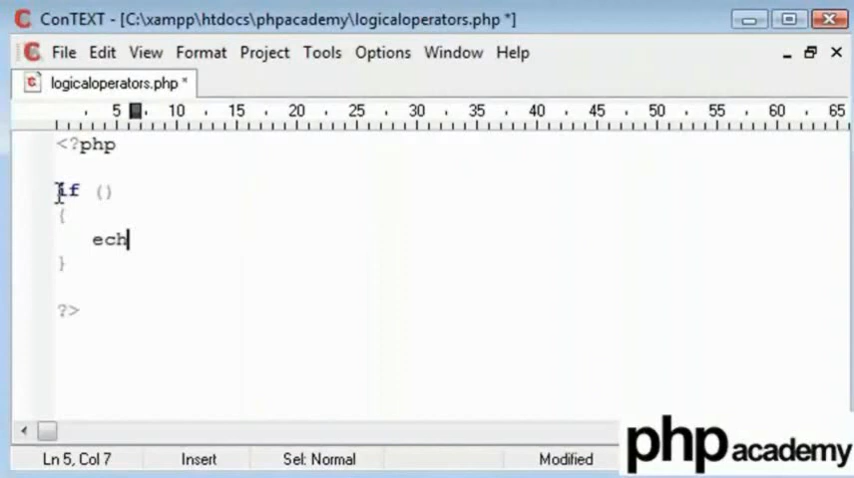 ConTEXT - [C:\xampp\htdocs\phpacademy\logicaloperators.php *]
File Edit View Format Project Tools Options Window Help
logicaloperators.php *
5 10 15 20 25 30 35 40 45 50 55 60 65
<?php
if ()
{
ech
}
?>
Ln 5, Col 7 Insert Sel: Normal Modified
php academy